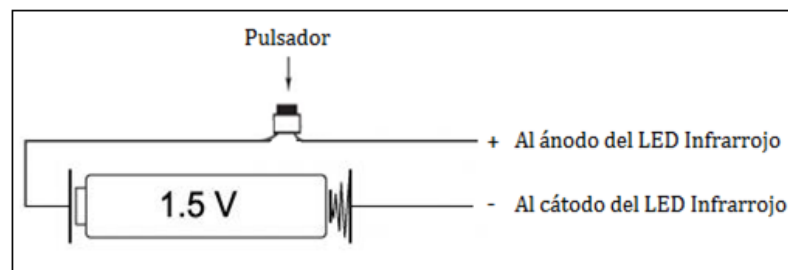 Pulsador
+ Al ánodo del LED Infrarrojo
1.5 V
- Al cátodo del LED Infrarrojo